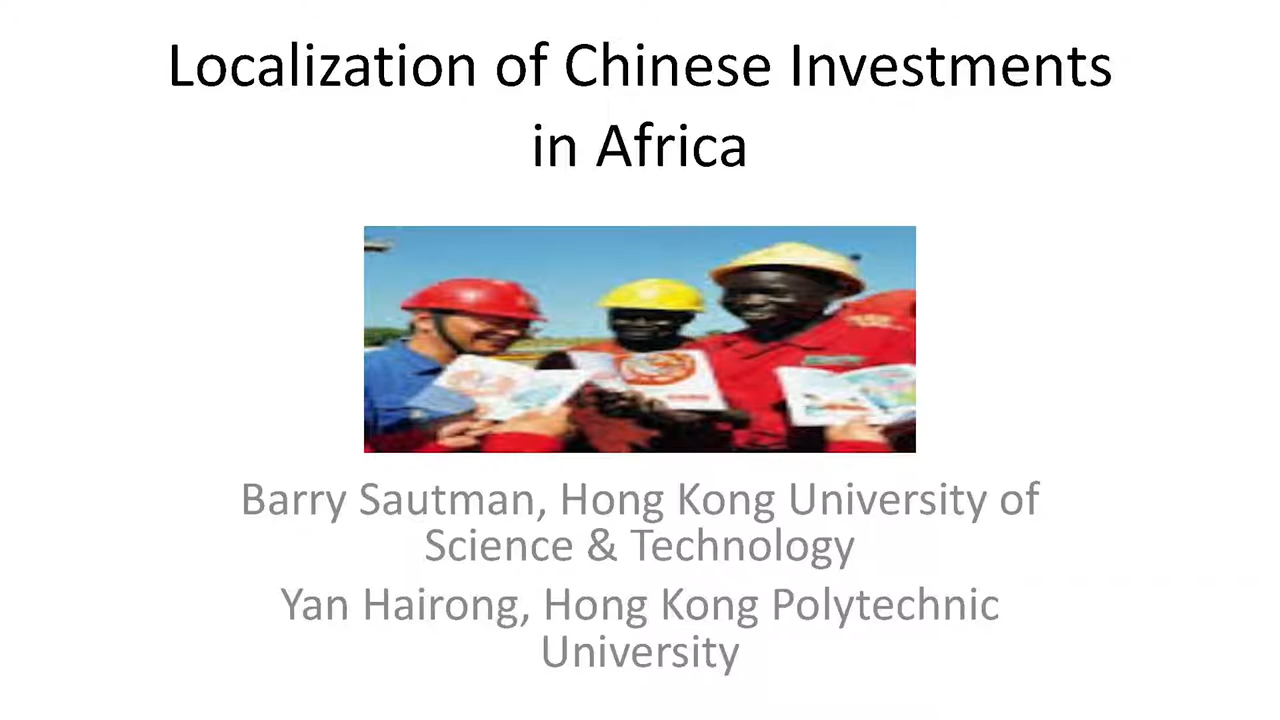 Localization of Chinese Investments
in Africa
Barry Sautman, Hong Kong University of
Science & Technology
Yan Hairong, Hong Kong Polytechnic
University